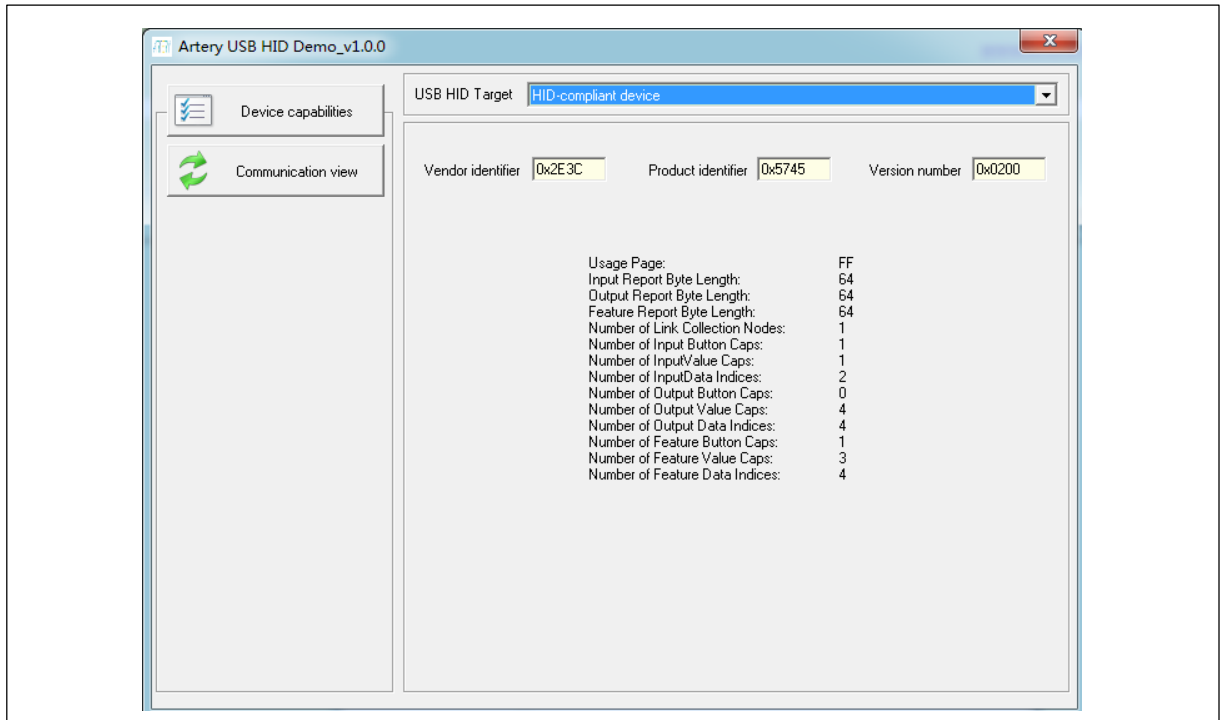 Artery USB HID Demo_v1.0.0
Device capabilities
Communication view
USB HID Target HID-compliant device
Vendor identifier 0x2E3C Product identifier 0x5745 Version number 0x0200
Usage Page: FF
Input Report Byte Length: 64
Output Report Byte Length: 64
Feature Report Byte Length: 64
Number of Link Collection Nodes: 1
Number of Input Button Caps: 1
Number of InputValue Caps: 1
Number of InputData Indices: 2
Number of Output Button Caps: 0
Number of Output Value Caps: 4
Number of Output Data Indices: 4
Number of Feature Button Caps: 1
Number of Feature Value Caps: 3
Number of Feature Data Indices: 4